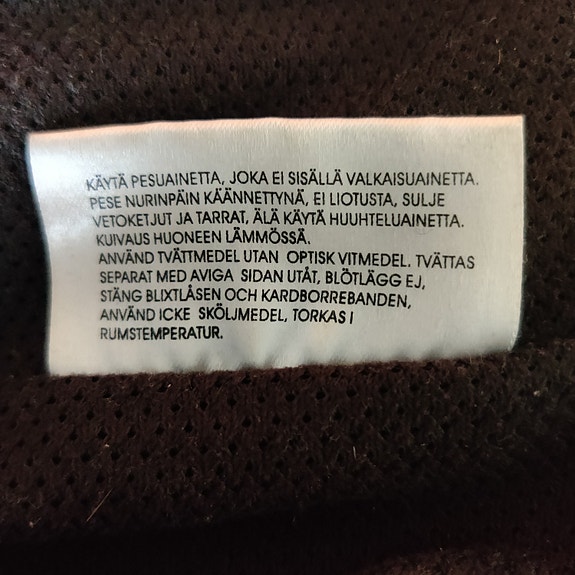 KÄYTÄ PESUAINETTA, JOKA EI SISÄLLÄ VALKAISUAINETTA.
PESE NURINPÄIN KÄÄNNETTYNÄ, EI LIOTUSTA, SULJE
VETOKETJUT JA TARRAT, ÄLÄ KÄYTÄ HUUHTELUAINETTA.
KUIVAUS HUONEEN LÄMMÖSSÄ.
ANVÄND TVÄTTMEDEL UTAN OPTISK VITMEDEL. TVÄTTAS
SEPARAT MED AVIGA SIDAN UTÅT, BLÖTLÄGG EJ,
STÄNG BLIXTLÅSEN OCH KARDBORREBANDEN,
ANVÄND ICKE SKÖLJMEDEL, TORKAS I
RUMSTEMPERATUR.